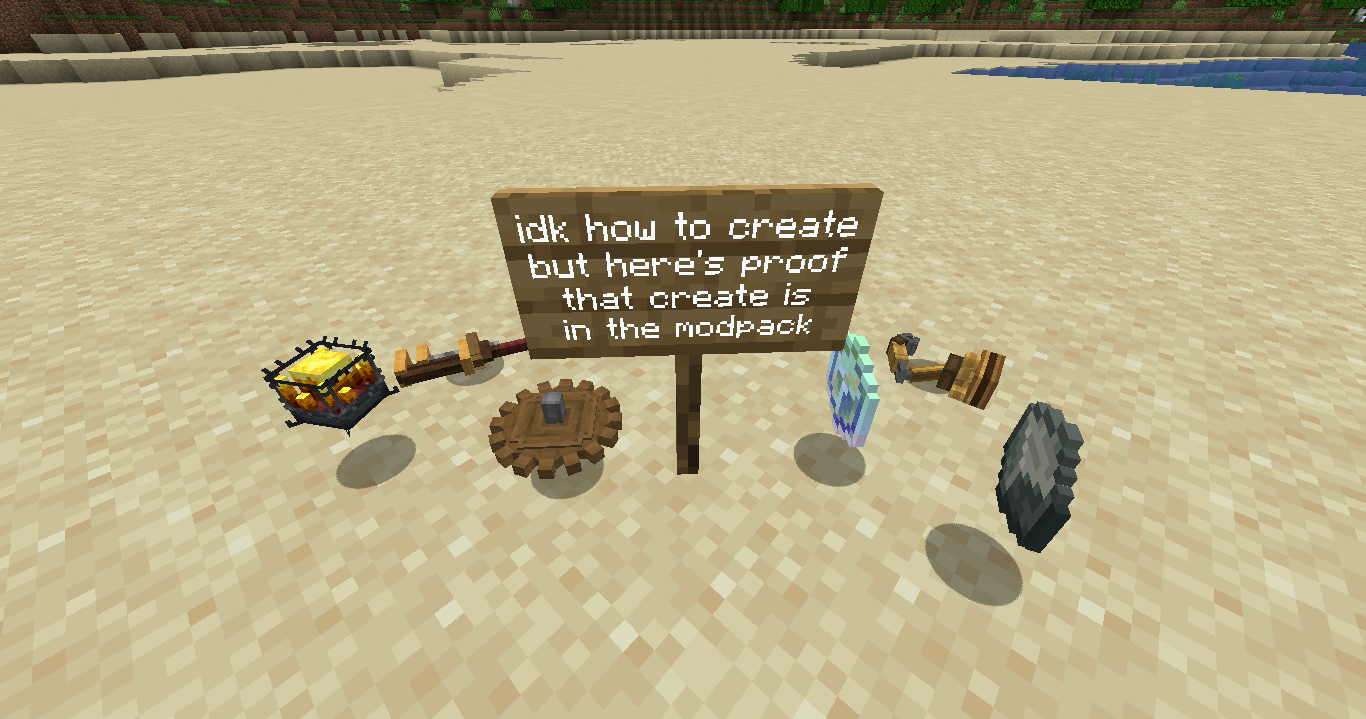 idk how to create
but here's proof
that create is
in the modpack